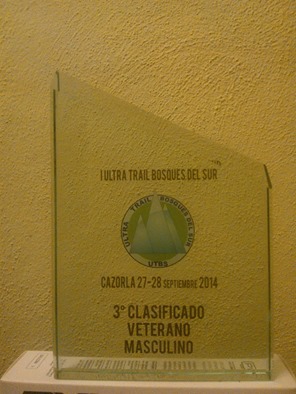 I ULTRA TRAIL BOSQUES DEL SUR
ULTRA TRAIL BOSQUES DEL SUR
UTBS
CAZORLA 27-28 SEPTIEMBRE 2014
3º CLASIFICADO
VETERANO
MASCULINO